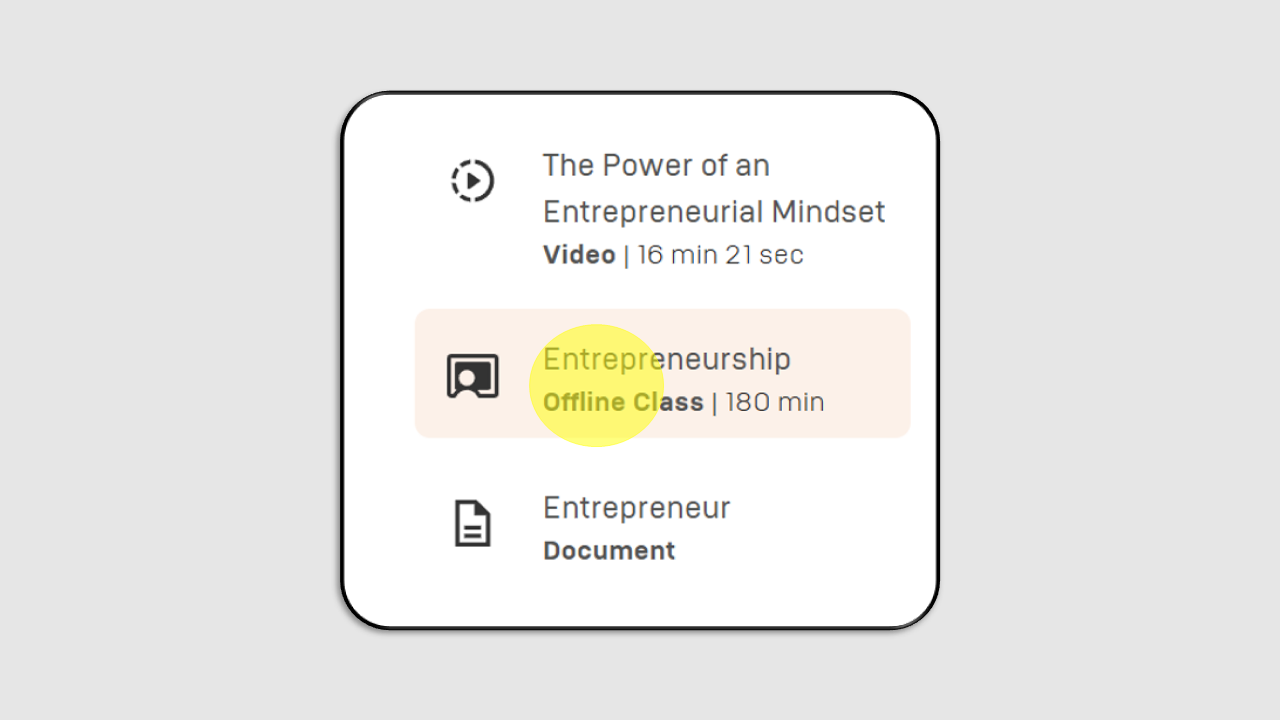 The Power of an
Entrepreneurial Mindset
Video | 16 min 21 sec
Entrepreneurship
Offline Class | 180 min
Entrepreneur
Document